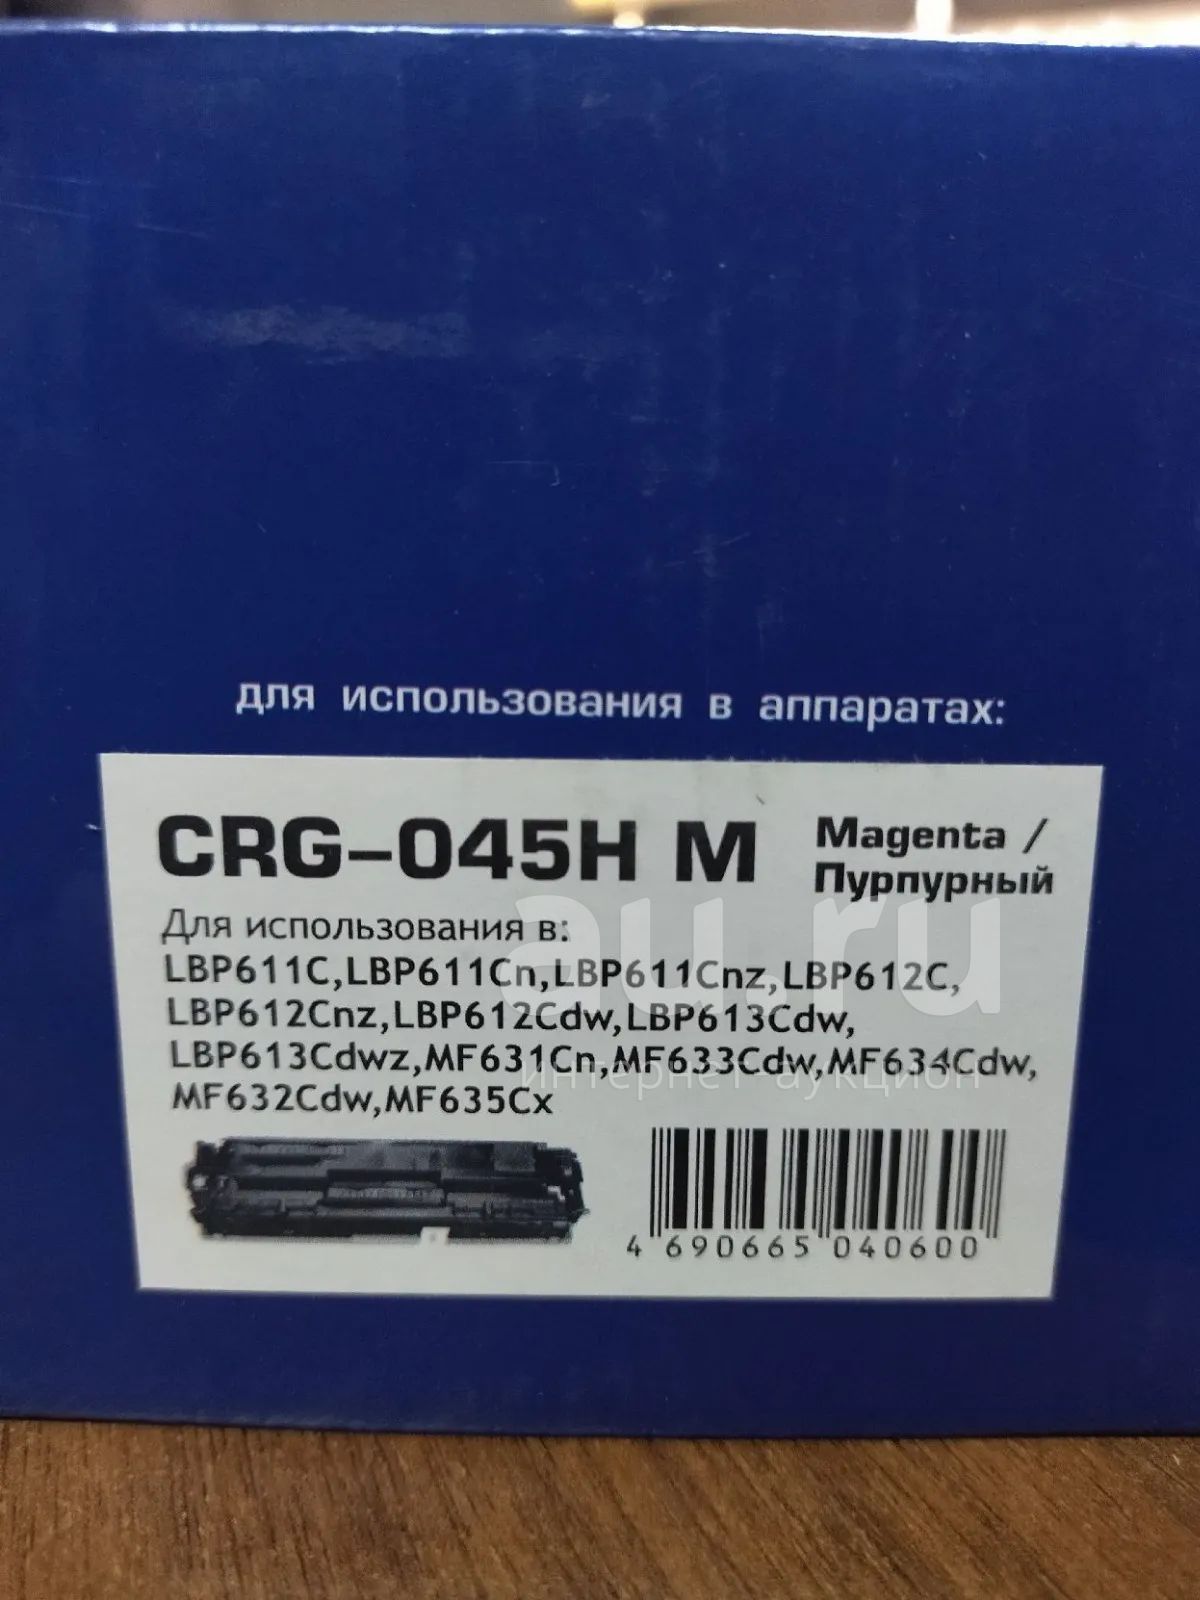 для использования в аппаратах:
CRG-045H M
Magenta /
Пурпурный
Для использования в:
LBP611C,LBP611Cn,LBP611Cnz,LBP612C,
LBP612Cnz,LBP612Cdw,LBP613Cdw,
LBP613Cdwz,MF631Cn,MF633Cdw,MF634Cdw,
MF632Cdw,MF635Cx
4 690665 040600
au.ru
интернет-аукцион